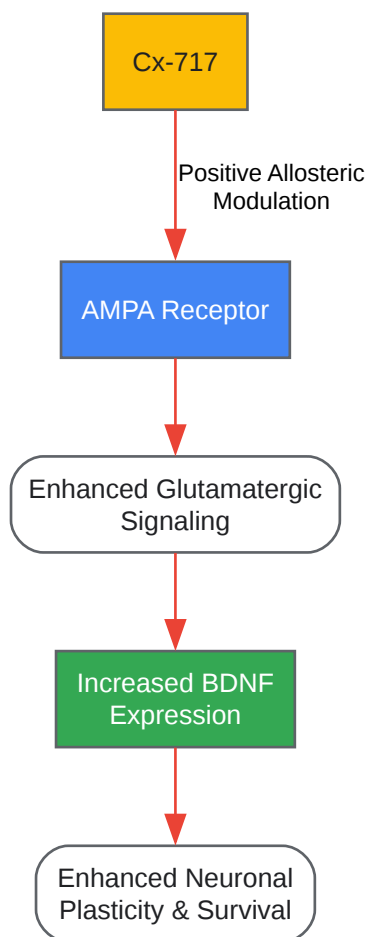 Cx-717
Positive Allosteric
Modulation
AMPA Receptor
Enhanced Glutamatergic
Signaling
Increased BDNF
Expression
Enhanced Neuronal
Plasticity & Survival